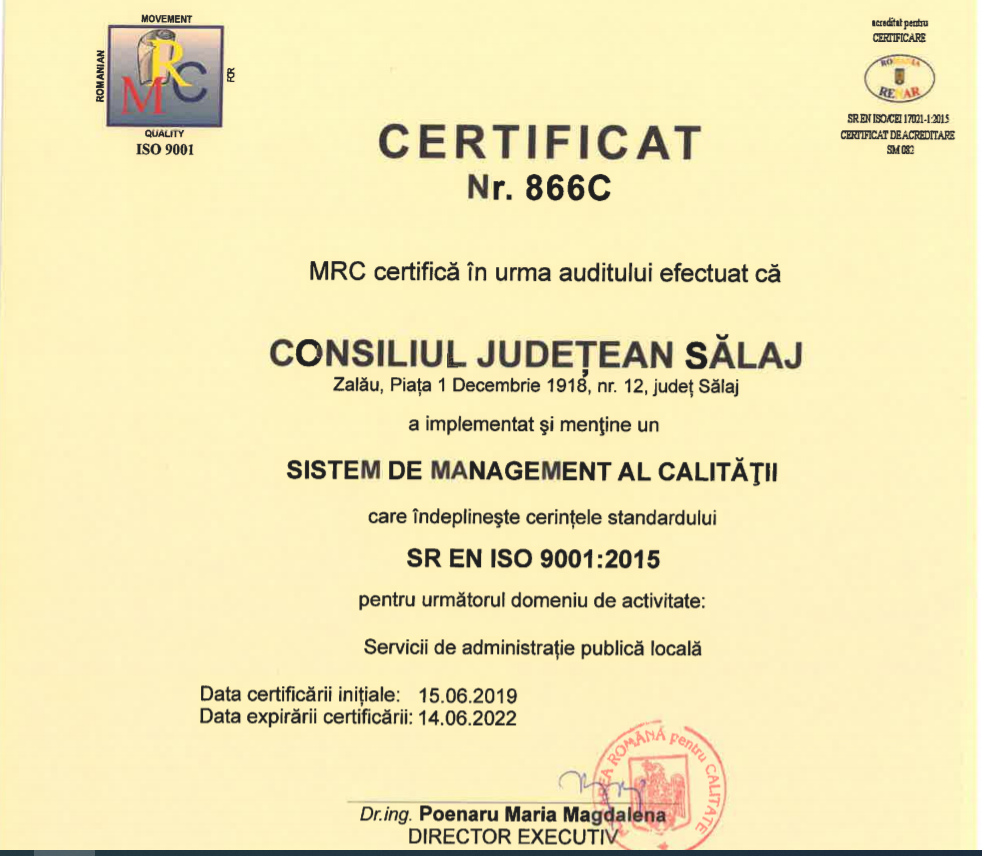 MOVEMENT
ROMANIAN
FOR
MRC
QUALITY
ISO 9001
acreditat pentru
CERTIFICARE
ROMANIA
RENAR
SR EN ISO/CEI 17021-1:2015
CERTIFICAT DE ACREDITARE
SM 082
CERTIFICAT
Nr. 866C
MRC certifică în urma auditului efectuat că
CONSILIUL JUDEȚEAN SĂLAJ
Zalău, Piața 1 Decembrie 1918, nr. 12, județ Sălaj
a implementat şi menţine un
SISTEM DE MANAGEMENT AL CALITĂŢII
care îndeplineşte cerințele standardului
SR EN ISO 9001:2015
pentru următorul domeniu de activitate:
Servicii de administrație publică locală
Data certificării inițiale: 15.06.2019
Data expirării certificării: 14.06.2022
ROMÂNĂ pentru CALITATE
Dr.ing. Poenaru Maria Magdalena
DIRECTOR EXECUTIV